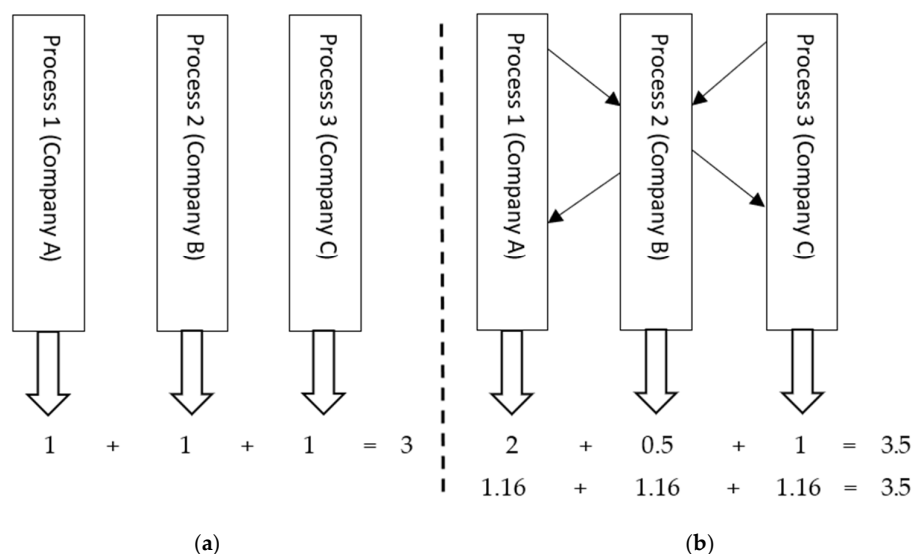 Process 1 (Company A)
Process 2 (Company B)
Process 3 (Company C)
1 + 1 + 1 = 3
(a)
Process 1 (Company A)
Process 2 (Company B)
Process 3 (Company C)
2 + 0.5 + 1 = 3.5
1.16 + 1.16 + 1.16 = 3.5
(b)